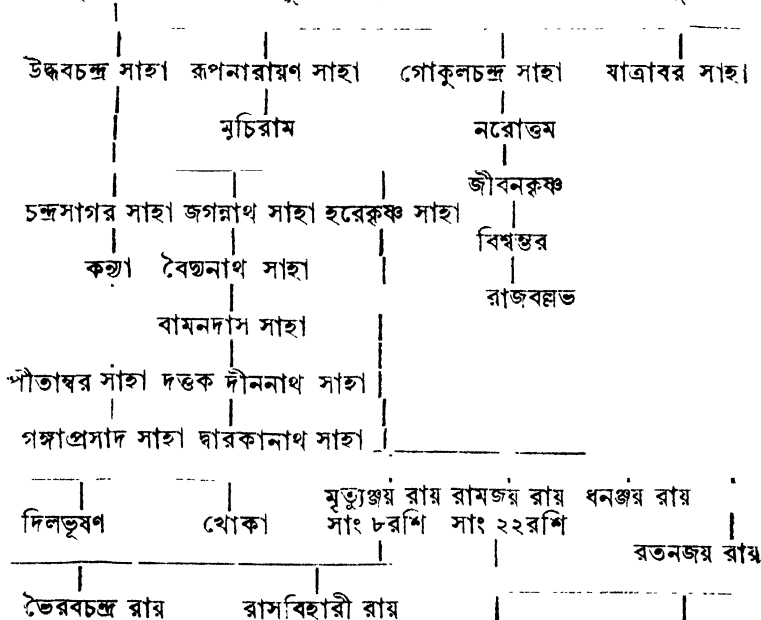 উদ্ধবচন্দ্র সাহা রূপনারায়ণ সাহা গোকুলচন্দ্র সাহা যাত্রাবর সাহা
মুচিরাম নরোত্তম
জীবনকৃষ্ণ
চন্দ্রসাগর সাহা জগন্নাথ সাহা হরেকৃষ্ণ সাহা
বিশ্বম্ভর
কন্যা বৈদ্যনাথ সাহা
রাজবল্লভ
বামনদাস সাহা
পীতাম্বর সাহা দত্তক দীননাথ সাহা
গঙ্গাপ্রসাদ সাহা দ্বারকানাথ সাহা
মৃত্যুঞ্জয় রায় রামজয় রায় ধনঞ্জয় রায়
দিলভূষণ খোকা সাং ৮রশি সাং ২২রশি
রতনজয় রায়
ভৈরবচন্দ্র রায় রাসবিহারী রায়